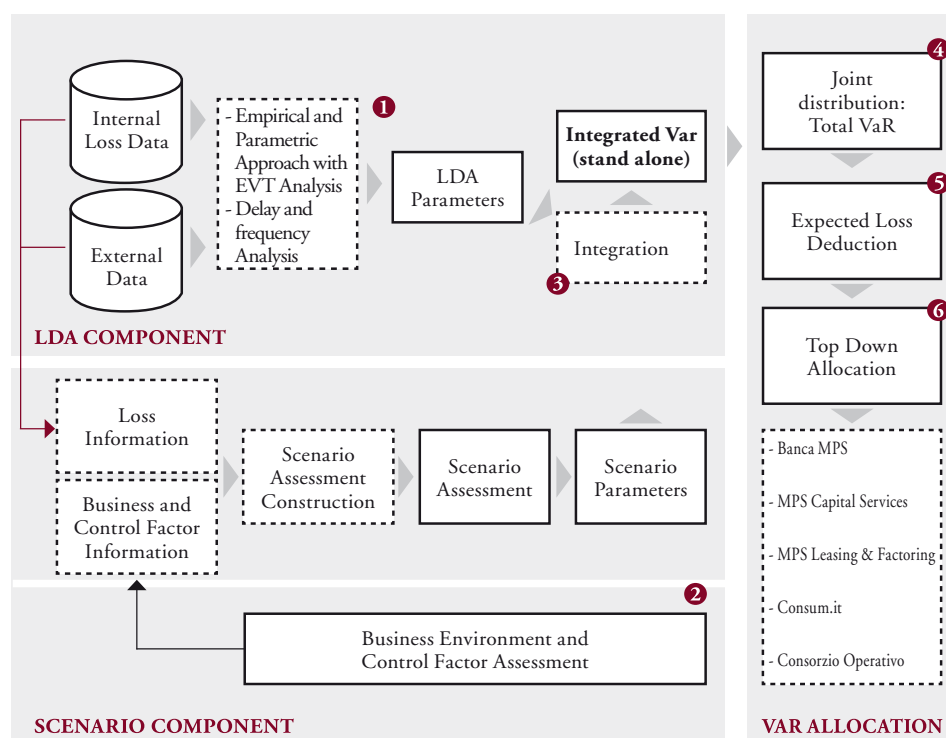 Internal
Loss Data
External
Data
1
- Empirical and
Parametric
Approach with
EVT Analysis
- Delay and
frequency
Analysis
LDA
Parameters
Integrated Var
(stand alone)
Integration
3
LDA COMPONENT
Loss
Information
Business and
Control Factor
Information
Scenario
Assessment
Construction
Scenario
Assessment
Scenario
Parameters
2
Business Environment and
Control Factor Assessment
SCENARIO COMPONENT
4
Joint
distribution:
Total VaR
5
Expected Loss
Deduction
6
Top Down
Allocation
- Banca MPS
- MPS Capital Services
- MPS Leasing & Factoring
- Consum.it
- Consorzio Operativo
VAR ALLOCATION